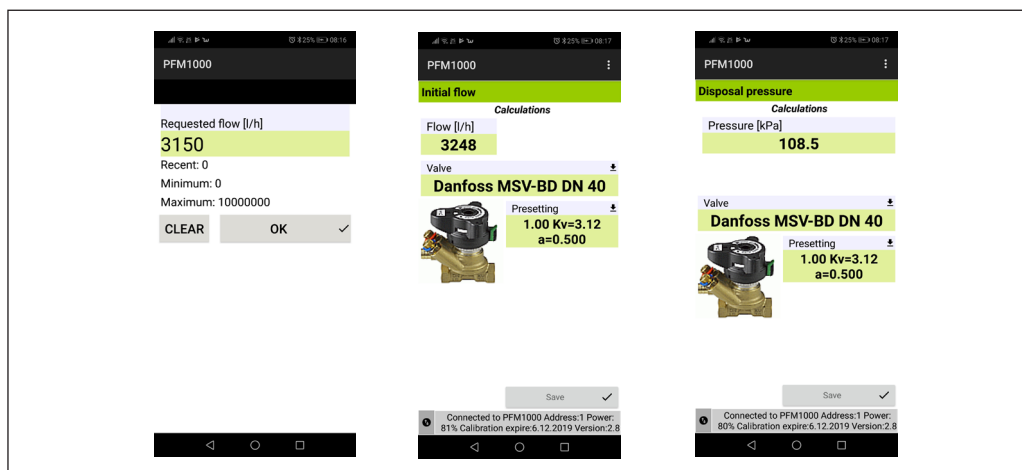 25% 08:16
PFM1000
Requested flow [l/h]
3150
Recent: 0
Minimum: 0
Maximum: 10000000
CLEAR
OK
25% 08:17
PFM1000
Initial flow
Calculations
Flow [l/h]
3248
Valve
Danfoss MSV-BD DN 40
Presetting
1.00 Kv=3.12
a=0.500
Save
Connected to PFM1000 Address:1 Power:
81% Calibration expire:6.12.2019 Version:2.8
25% 08:17
PFM1000
Disposal pressure
Calculations
Pressure [kPa]
108.5
Valve
Danfoss MSV-BD DN 40
Presetting
1.00 Kv=3.12
a=0.500
Save
Connected to PFM1000 Address:1 Power:
80% Calibration expire:6.12.2019 Version:2.8